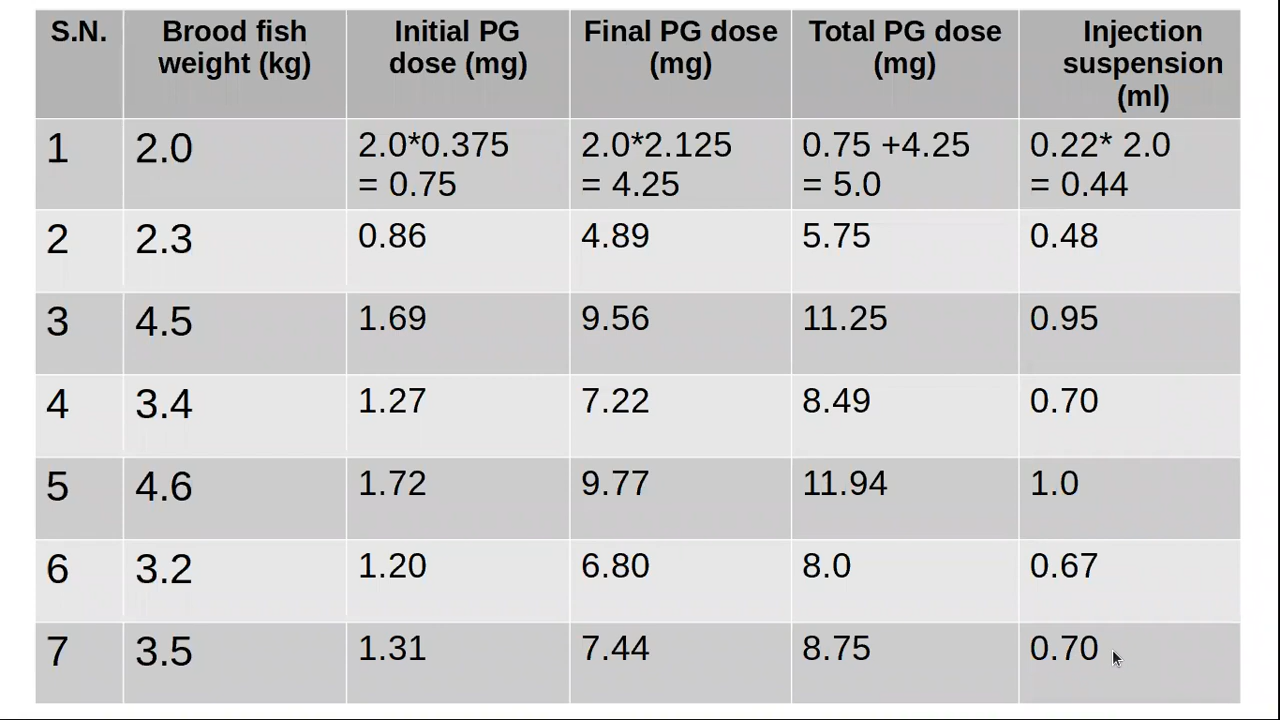 S.N. Brood fish weight (kg) Initial PG dose (mg) Final PG dose (mg) Total PG dose (mg) Injection suspension (ml)
1 2.0 2.0*0.375 = 0.75 2.0*2.125 = 4.25 0.75 +4.25 = 5.0 0.22* 2.0 = 0.44
2 2.3 0.86 4.89 5.75 0.48
3 4.5 1.69 9.56 11.25 0.95
4 3.4 1.27 7.22 8.49 0.70
5 4.6 1.72 9.77 11.94 1.0
6 3.2 1.20 6.80 8.0 0.67
7 3.5 1.31 7.44 8.75 0.70